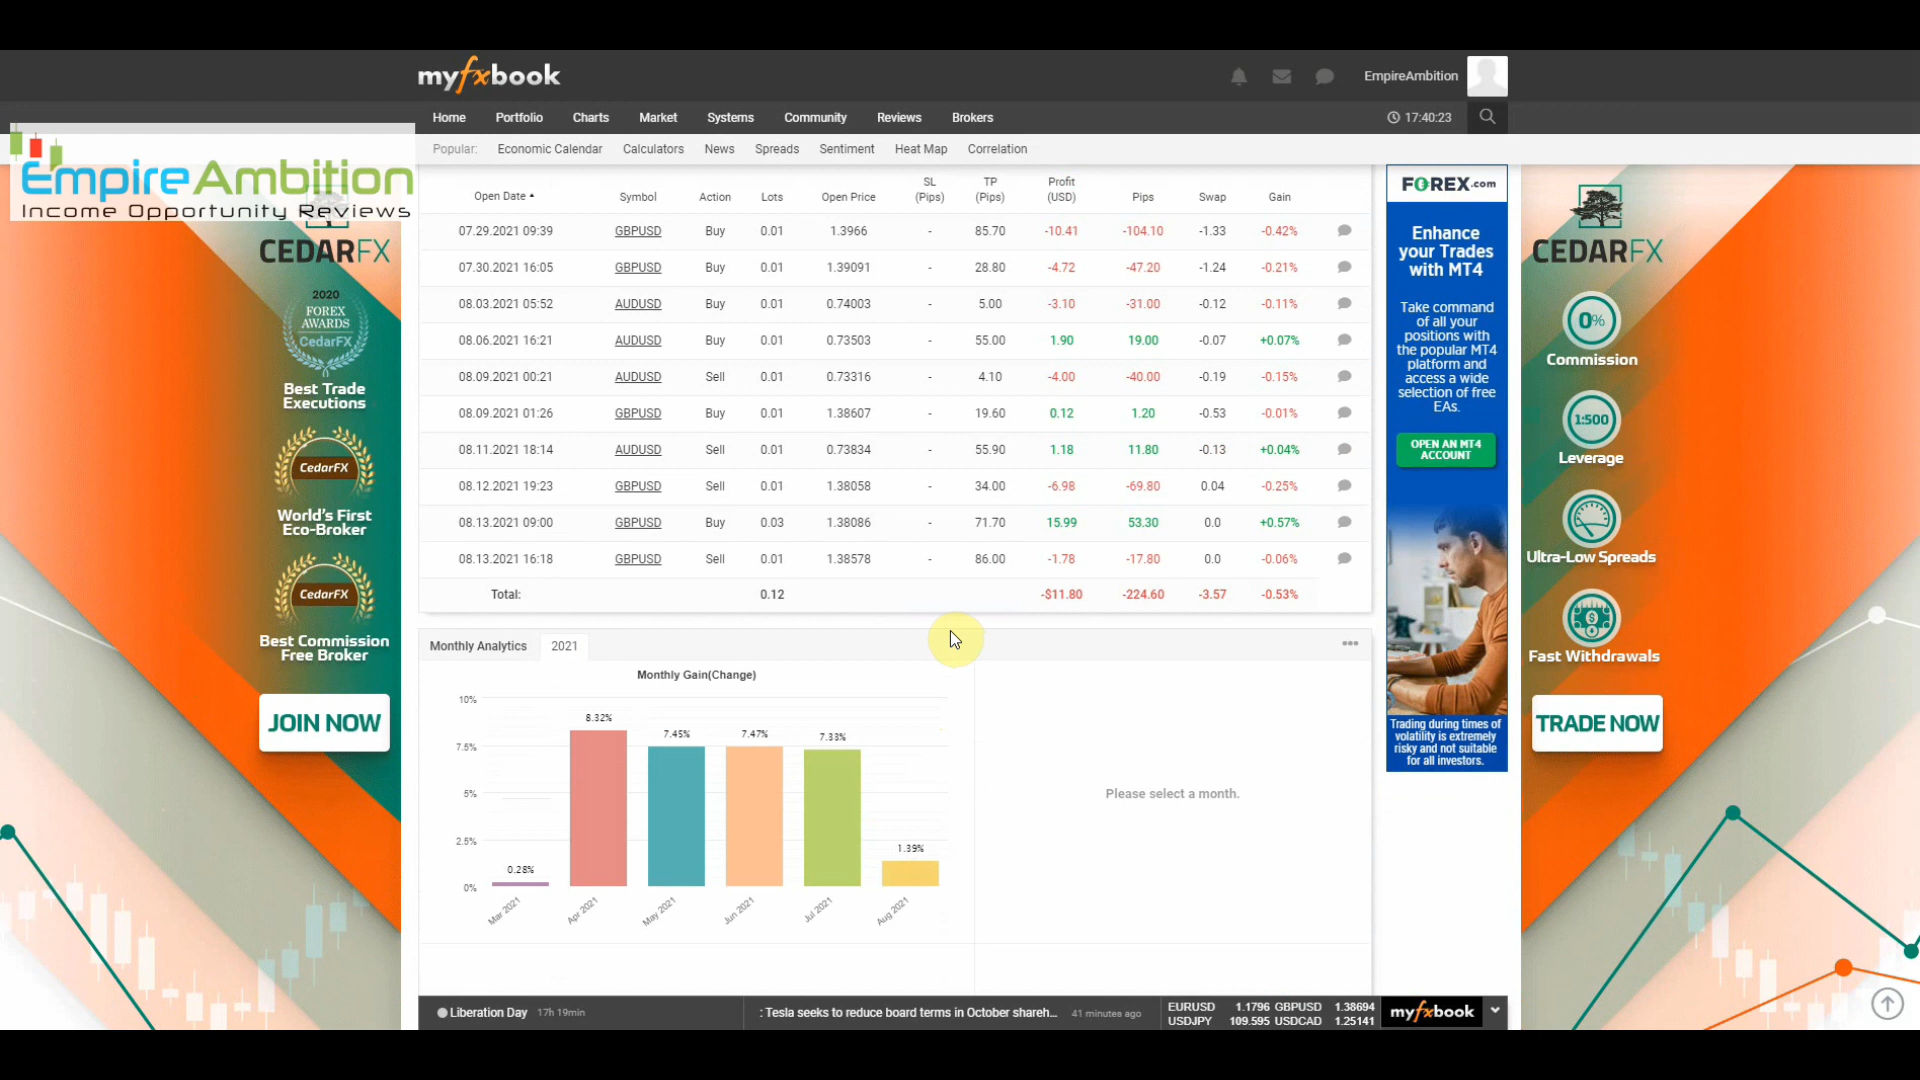 myfxbook
EmpireAmbition
Home Portfolio Charts Market Systems Community Reviews Brokers
17:40:23
Popular: Economic Calendar Calculators News Spreads Sentiment Heat Map Correlation
EmpireAmbition
Income Opportunity Reviews
CEDARFX
2020
FOREX
AWARDS
CedarFX
Best Trade
Executions
CedarFX
World's First
Eco-Broker
CedarFX
Best Commission
Free Broker
JOIN NOW
Open Date Symbol Action Lots Open Price SL (Pips) TP (Pips) Profit (USD) Pips Swap Gain
07.29.2021 09:39 GBPUSD Buy 0.01 1.3966 - 85.70 -10.41 -104.10 -1.33 -0.42%
07.30.2021 16:05 GBPUSD Buy 0.01 1.39091 - 28.80 -4.72 -47.20 -1.24 -0.21%
08.03.2021 05:52 AUDUSD Buy 0.01 0.74003 - 5.00 -3.10 -31.00 -0.12 -0.11%
08.06.2021 16:21 AUDUSD Buy 0.01 0.73503 - 55.00 1.90 19.00 -0.07 +0.07%
08.09.2021 00:21 AUDUSD Sell 0.01 0.73316 - 4.10 -4.00 -40.00 -0.19 -0.15%
08.09.2021 01:26 GBPUSD Buy 0.01 1.38607 - 19.60 0.12 1.20 -0.53 -0.01%
08.11.2021 18:14 AUDUSD Sell 0.01 0.73834 - 55.90 1.18 11.80 -0.13 +0.04%
08.12.2021 19:23 GBPUSD Sell 0.01 1.38058 - 34.00 -6.98 -69.80 0.04 -0.25%
08.13.2021 09:00 GBPUSD Buy 0.03 1.38086 - 71.70 15.99 53.30 0.0 +0.57%
08.13.2021 16:18 GBPUSD Sell 0.01 1.38578 - 86.00 -1.78 -17.80 0.0 -0.06%
Total: 0.12 -$11.80 -224.60 -3.57 -0.53%
Monthly Analytics 2021
Monthly Gain(Change)
10%
7.5%
5%
2.5%
0%
0.28%
8.32%
7.45%
7.47%
7.33%
1.39%
Mar 2021
Apr 2021
May 2021
Jun 2021
Jul 2021
Aug 2021
Please select a month.
FOREX.com
Enhance
your Trades
with MT4
Take command
of all your
positions with
the popular MT4
platform and
access a wide
selection of free
EAs.
OPEN AN MT4
ACCOUNT
Trading during times of
volatility is extremely
risky and not suitable
for all investors.
CEDARFX
0%
Commission
1:500
Leverage
Ultra-Low Spreads
Fast Withdrawals
TRADE NOW
Liberation Day 17h 19min
: Tesla seeks to reduce board terms in October shareh... 41 minutes ago
EURUSD 1.1796 GBPUSD 1.38694
USDJPY 109.595 USDCAD 1.25141
myfxbook